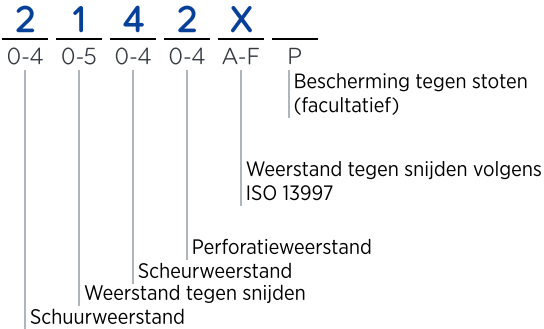 2 1 4 2 X
0-4 0-5 0-4 0-4 A-F P
Bescherming tegen stoten
(facultatief)
Weerstand tegen snijden volgens
ISO 13997
Perforatieweerstand
Scheurweerstand
Weerstand tegen snijden
Schuurweerstand